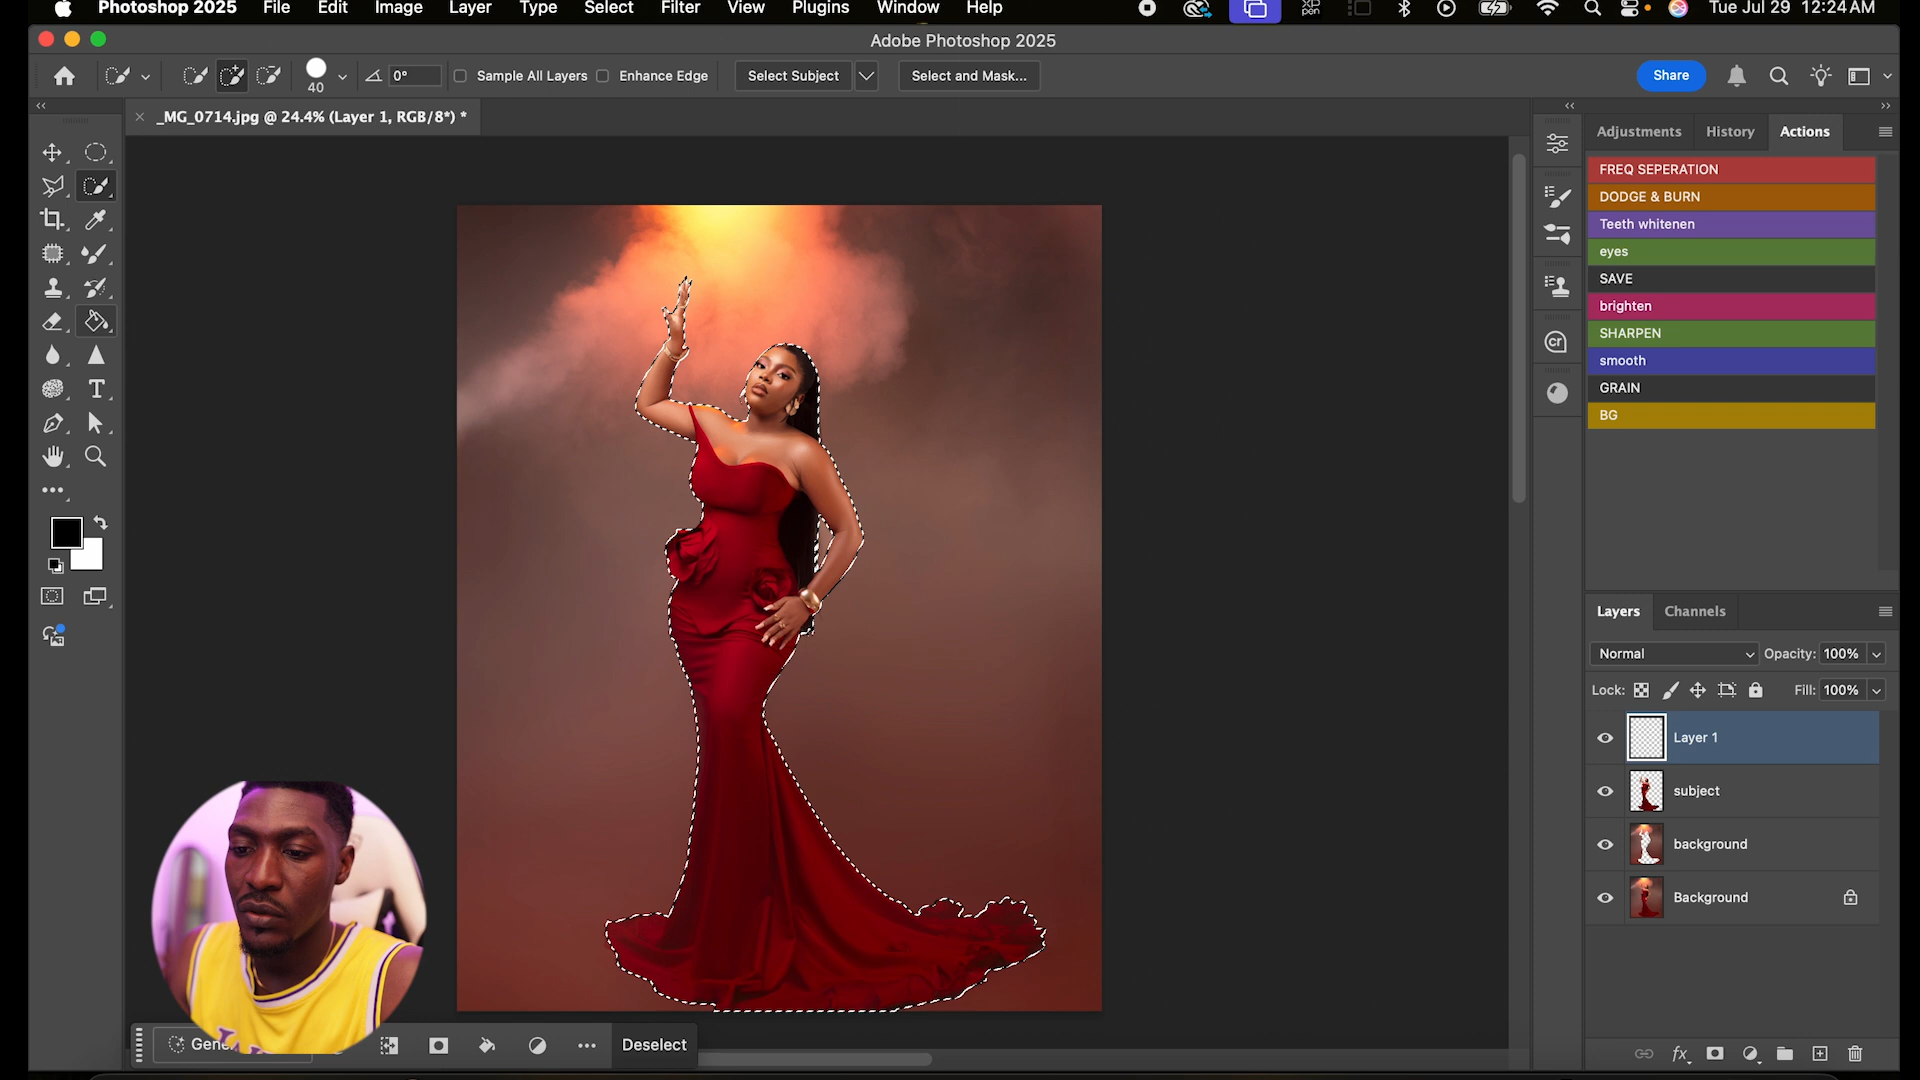 Photoshop 2025 File Edit Image Layer Type Select Filter View Plugins Window Help Tue Jul 29 12:24 AM
Adobe Photoshop 2025
40 0° Sample All Layers Enhance Edge Select Subject Select and Mask... Share
_MG_0714.jpg @ 24.4% (Layer 1, RGB/8*) *
Adjustments History Actions
FREQ SEPERATION
DODGE & BURN
Teeth whitenen
eyes
SAVE
brighten
SHARPEN
smooth
GRAIN
BG
Layers Channels
Normal Opacity: 100%
Lock: Fill: 100%
Layer 1
subject
background
Background
Deselect